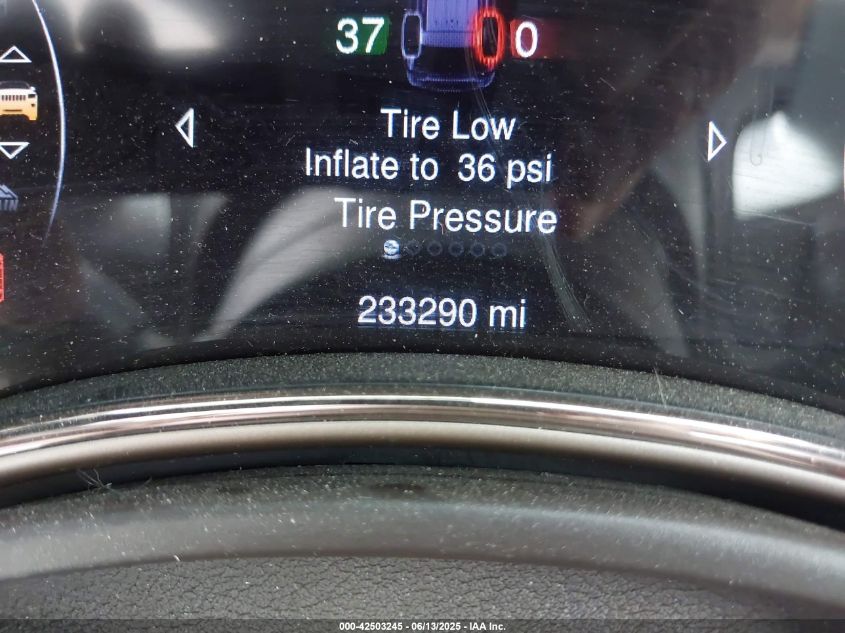 37 0
Tire Low
Inflate to 36 psi
Tire Pressure
233290 mi
000-42503245 - 06/13/2025 - IAA Inc.